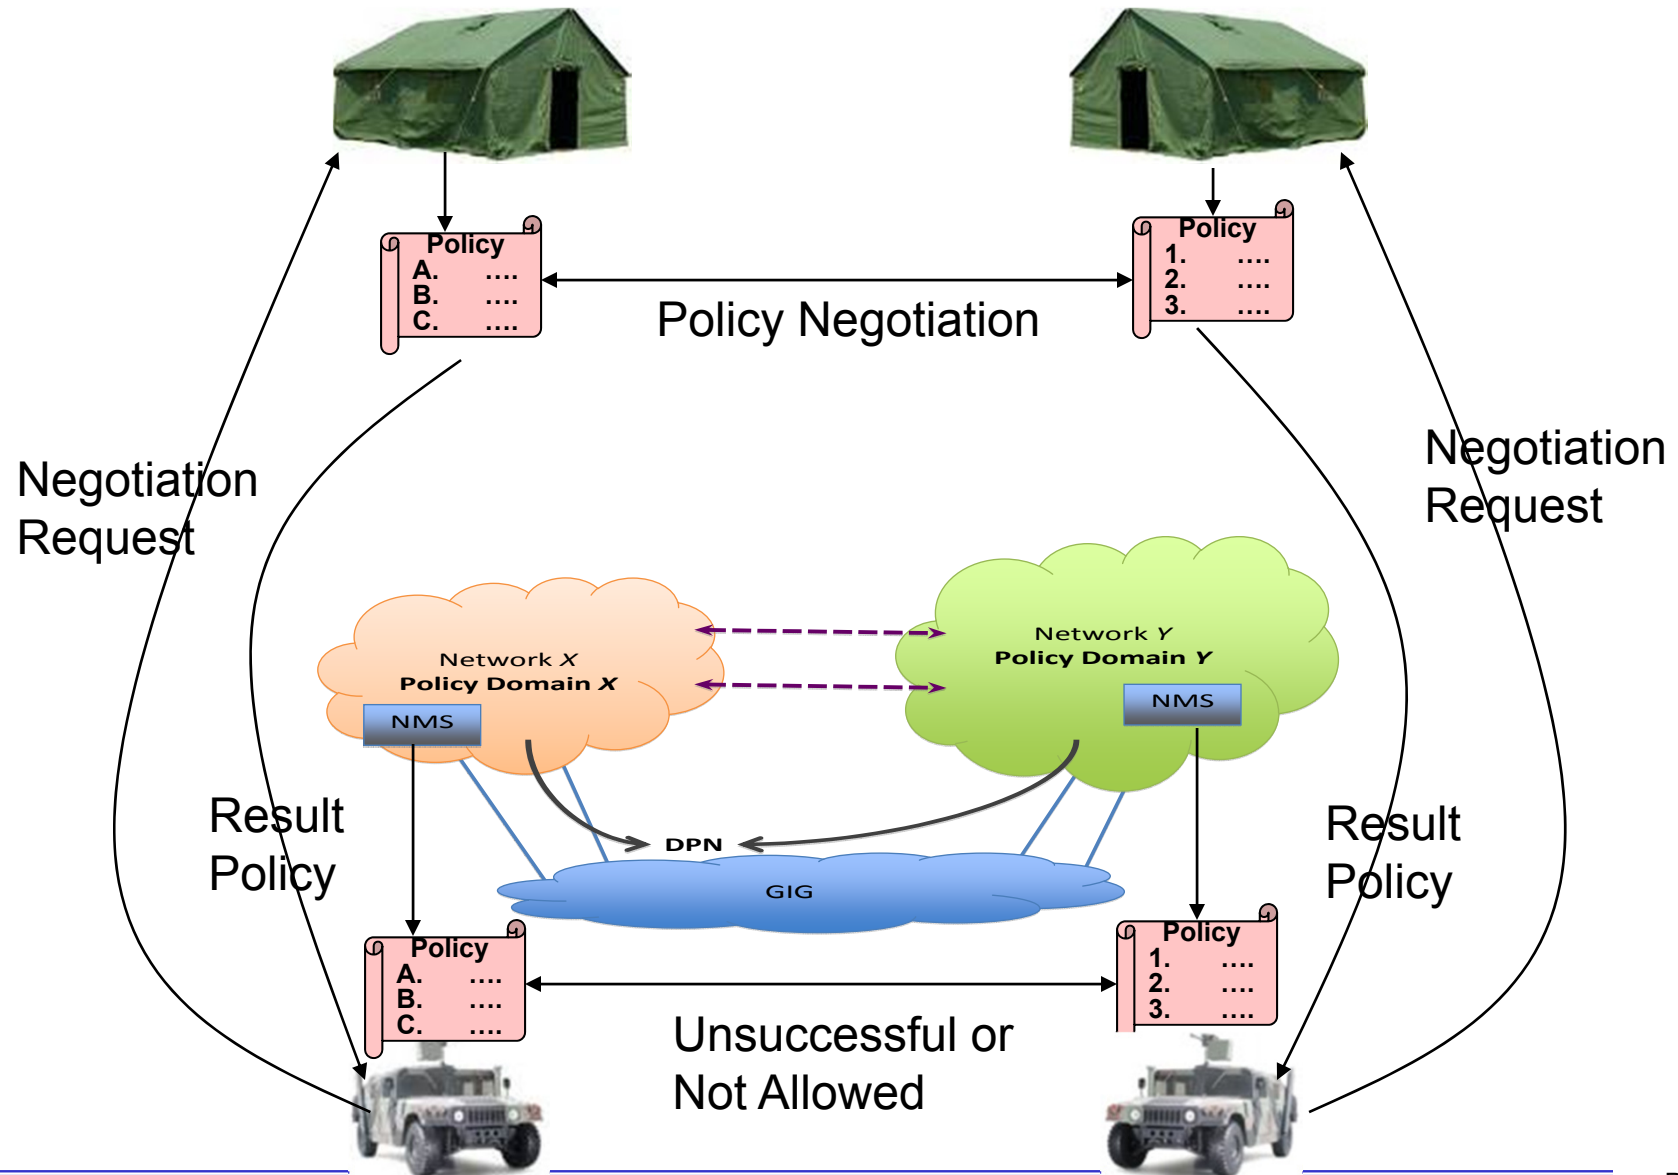 Policy
A. ....
B. ....
C. ....
Policy
1. ....
2. ....
3. ....
Policy Negotiation
Negotiation
Request
Negotiation
Request
Network X
Policy Domain X
NMS
Network Y
Policy Domain Y
NMS
Result
Policy
DPN
GIG
Result
Policy
Policy
A. ....
B. ....
C. ....
Policy
1. ....
2. ....
3. ....
Unsuccessful or
Not Allowed